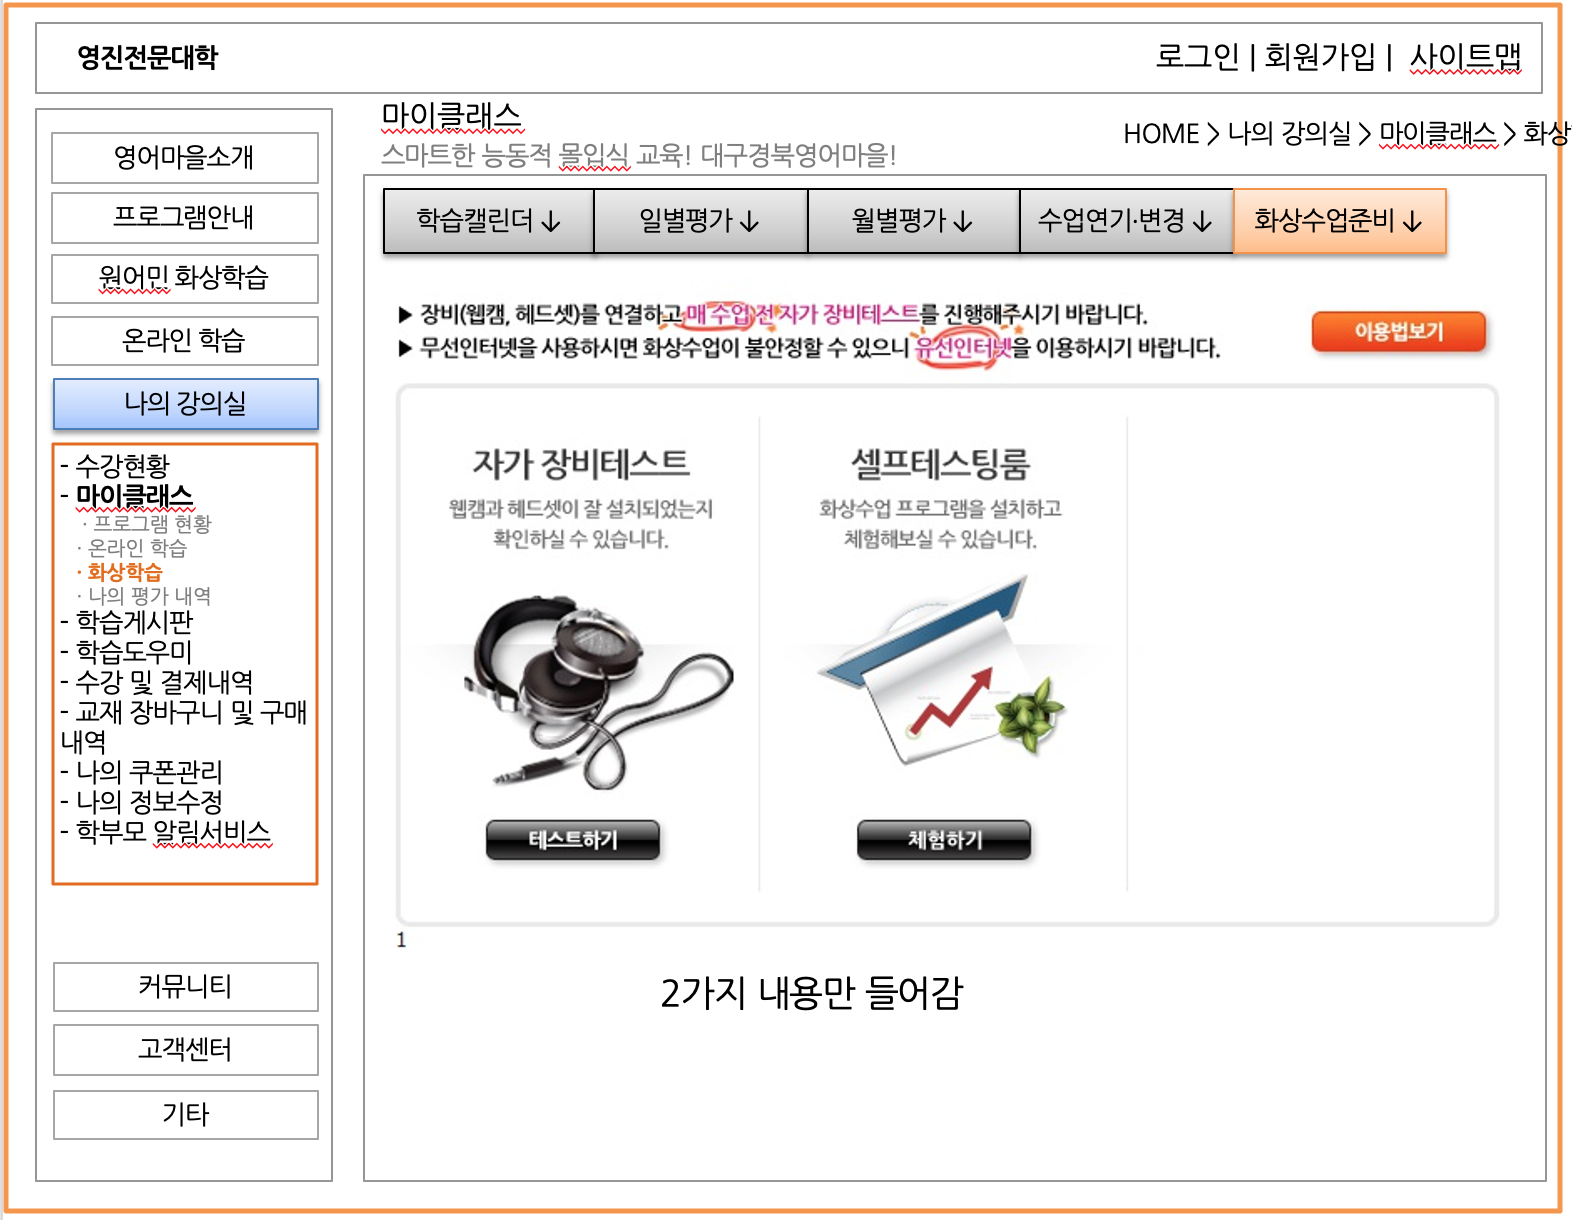 영진전문대학
로그인 | 회원가입 | 사이트맵
영어마을소개
프로그램안내
원어민 화상학습
온라인 학습
나의 강의실
- 수강현황
- 마이클래스
· 프로그램 현황
· 온라인 학습
· 화상학습
· 나의 평가 내역
- 학습게시판
- 학습도우미
- 수강 및 결제내역
- 교재 장바구니 및 구매
내역
- 나의 쿠폰관리
- 나의 정보수정
- 학부모 알림서비스
커뮤니티
고객센터
기타
마이클래스
스마트한 능동적 몰입식 교육! 대구경북영어마을!
HOME > 나의 강의실 > 마이클래스 > 화상
학습캘린더 ↓
일별평가 ↓
월별평가 ↓
수업연기·변경 ↓
화상수업준비 ↓
▶ 장비(웹캠, 헤드셋)를 연결하고 매 수업 전 자가 장비테스트를 진행해주시기 바랍니다.
▶ 무선인터넷을 사용하시면 화상수업이 불안정할 수 있으니 유선인터넷을 이용하시기 바랍니다.
이용법보기
자가 장비테스트
웹캠과 헤드셋이 잘 설치되었는지
확인하실 수 있습니다.
테스트하기
셀프테스팅룸
화상수업 프로그램을 설치하고
체험해보실 수 있습니다.
체험하기
1
2가지 내용만 들어감